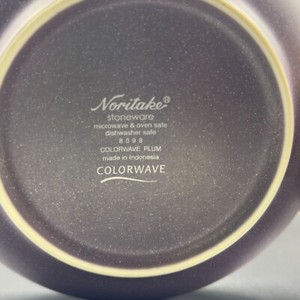 Noritake®
stoneware
microwave & oven safe
dishwasher safe
8098
COLORWAVE PLUM
made in Indonesia
COLORWAVE